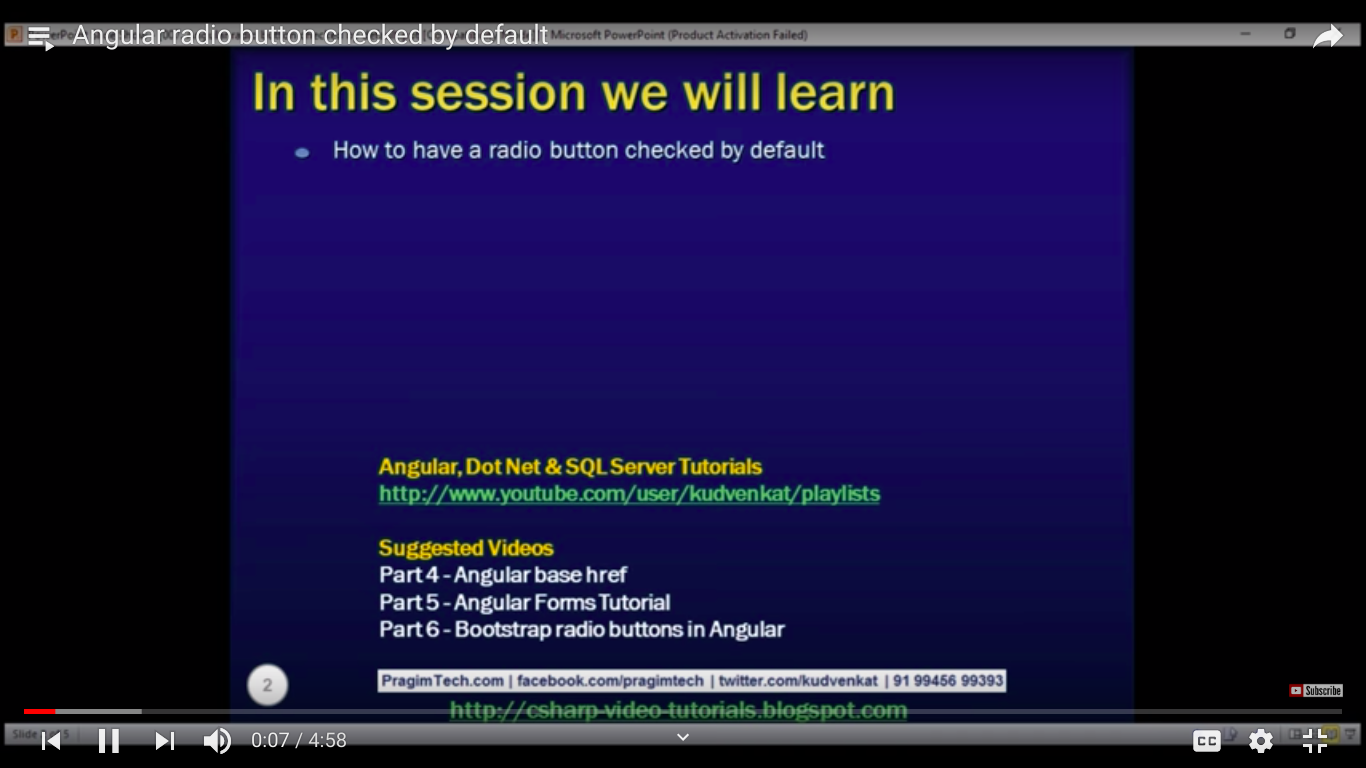 Angular radio button checked by default
Microsoft PowerPoint (Product Activation Failed)
In this session we will learn
How to have a radio button checked by default
Angular, Dot Net & SQL Server Tutorials
http://www.youtube.com/user/kudvenkat/playlists
Suggested Videos
Part 4 - Angular base href
Part 5 - Angular Forms Tutorial
Part 6 - Bootstrap radio buttons in Angular
2
PragimTech.com | facebook.com/pragimtech | twitter.com/kudvenkat | 91 99456 99393
Subscribe
http://csharp-video-tutorials.blogspot.com
Slide
0:07 / 4:58
CC